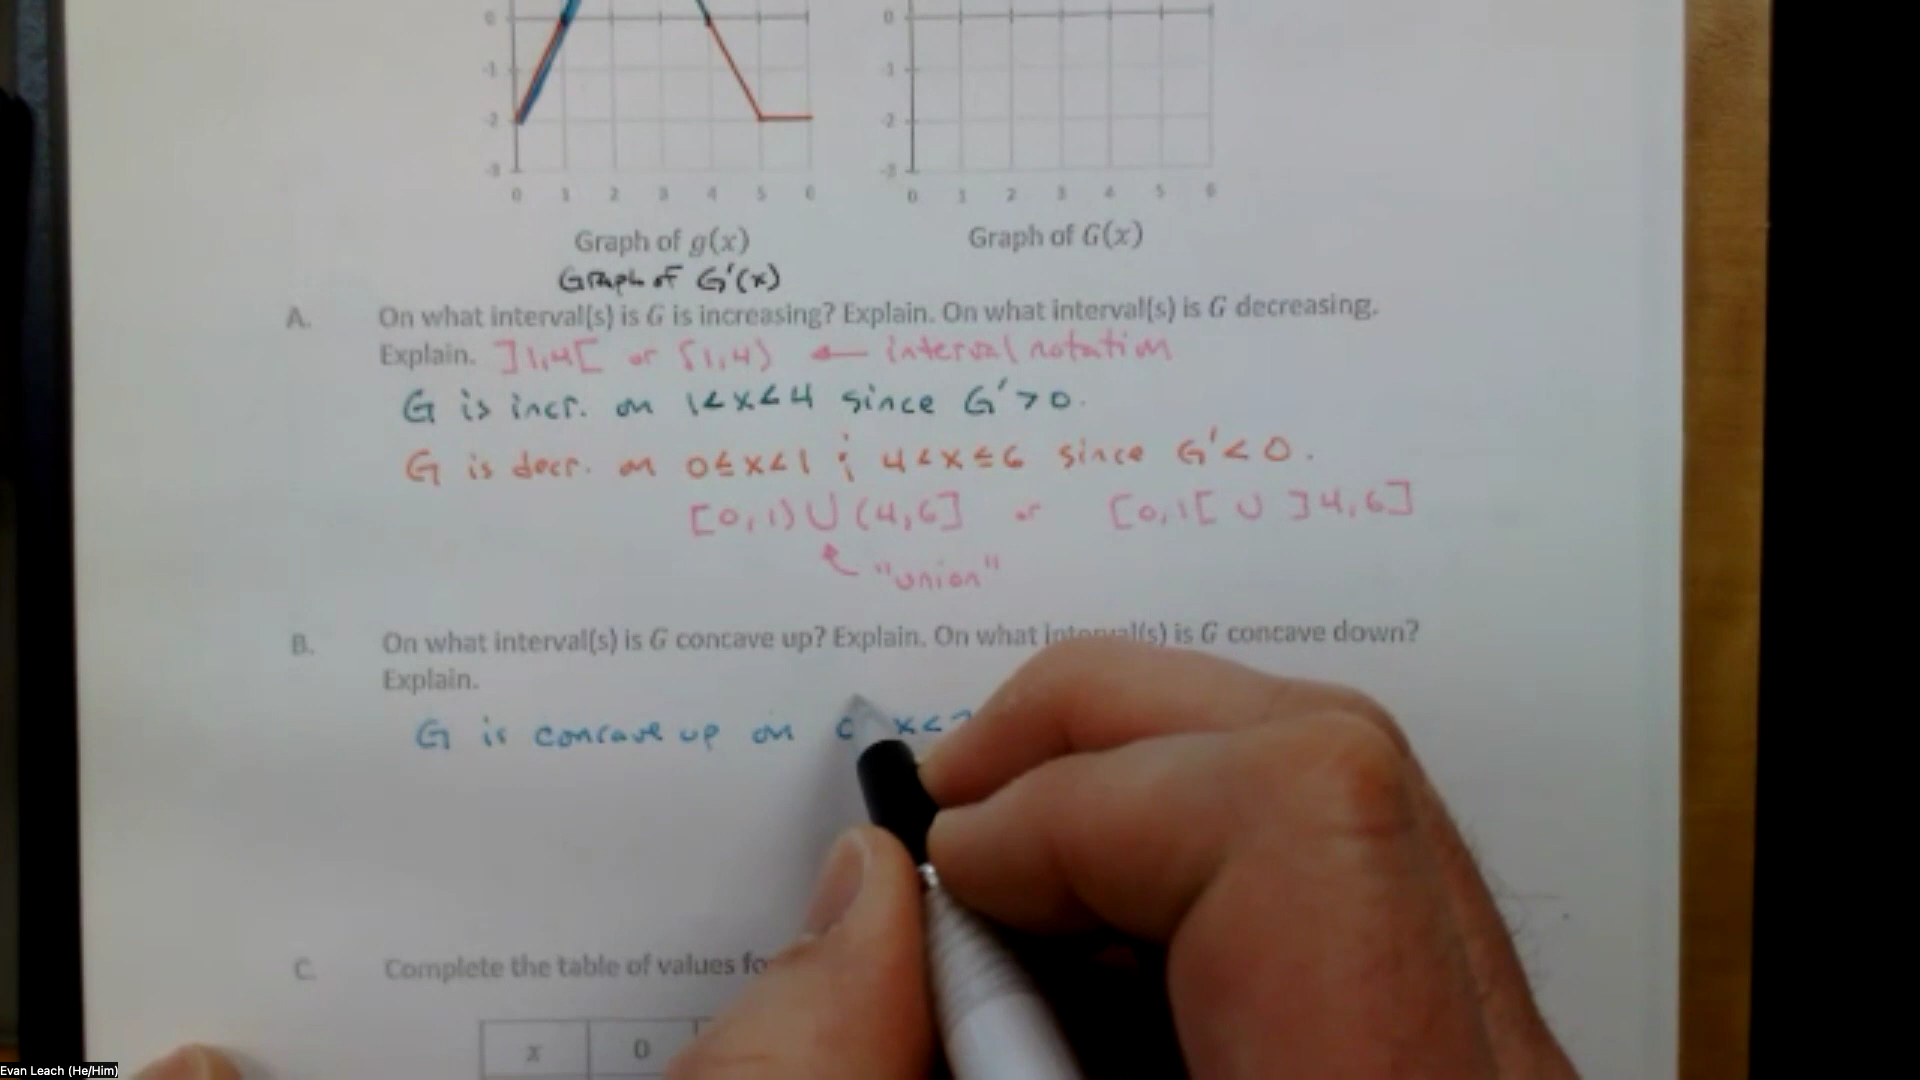 0 0
-1 -1
-2 -2
-3 -3
0 1 2 3 4 5 6 0 1 2 3 4 5 6
Graph of g(x) Graph of G(x)
Graph of G'(x)
A. On what interval(s) is G is increasing? Explain. On what interval(s) is G decreasing.
Explain. ]1,4[ or (1,4) ← interval notation
G is incr. on 1<x<4 since G'>0.
G is decr. on 0≤x<1 ; 4<x≤6 since G'<0.
[0,1)∪(4,6] or [0,1[ ∪ ]4,6]
"union"
B. On what interval(s) is G concave up? Explain. On what interval(s) is G concave down?
Explain.
G is concave up on x<
C. Complete the table of values
x 0
Evan Leach (He/Him)